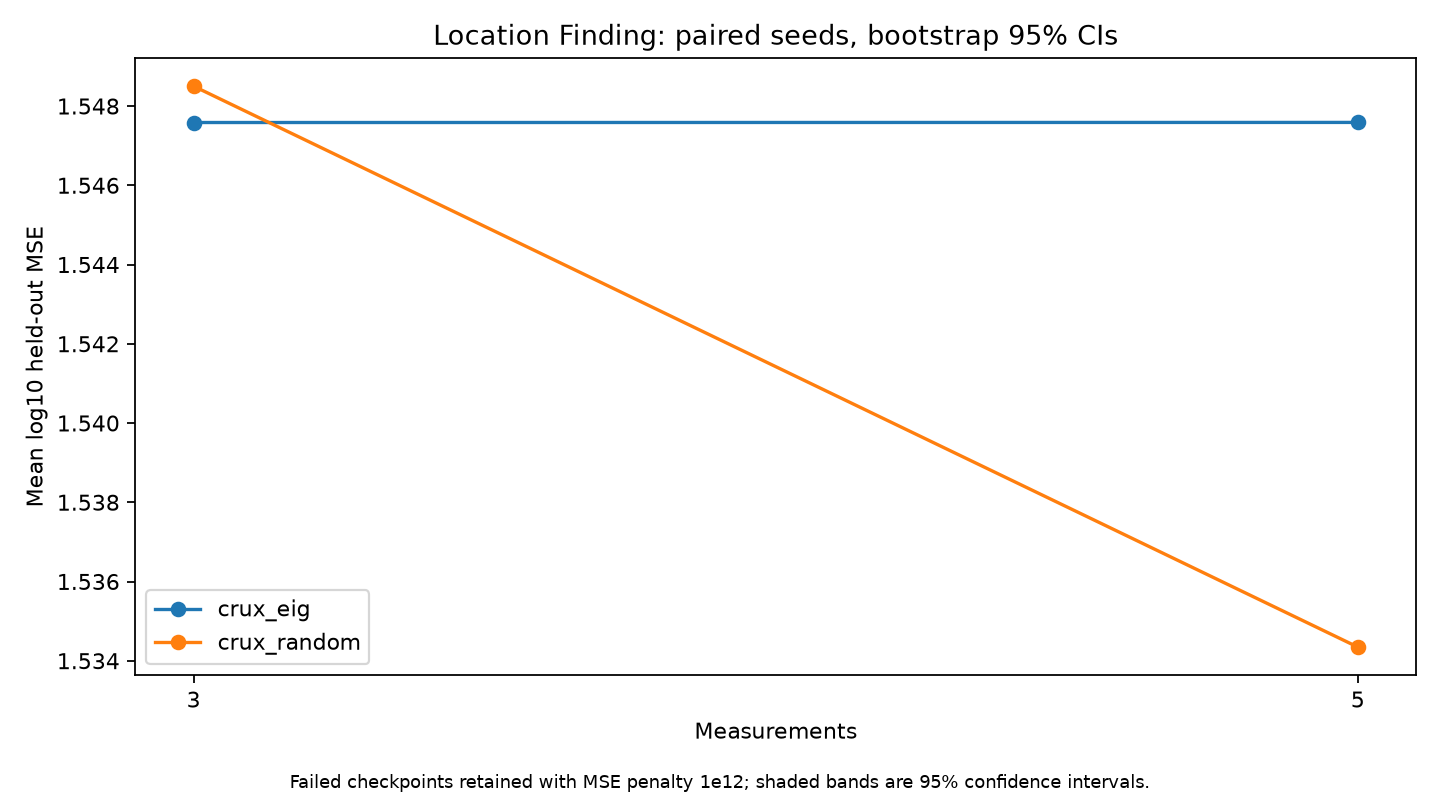 Location Finding: paired seeds, bootstrap 95% CIs
Mean log10 held-out MSE
1.548
1.546
1.544
1.542
1.540
1.538
1.536
1.534
crux_eig
crux_random
3
5
Measurements
Failed checkpoints retained with MSE penalty 1e12; shaded bands are 95% confidence intervals.